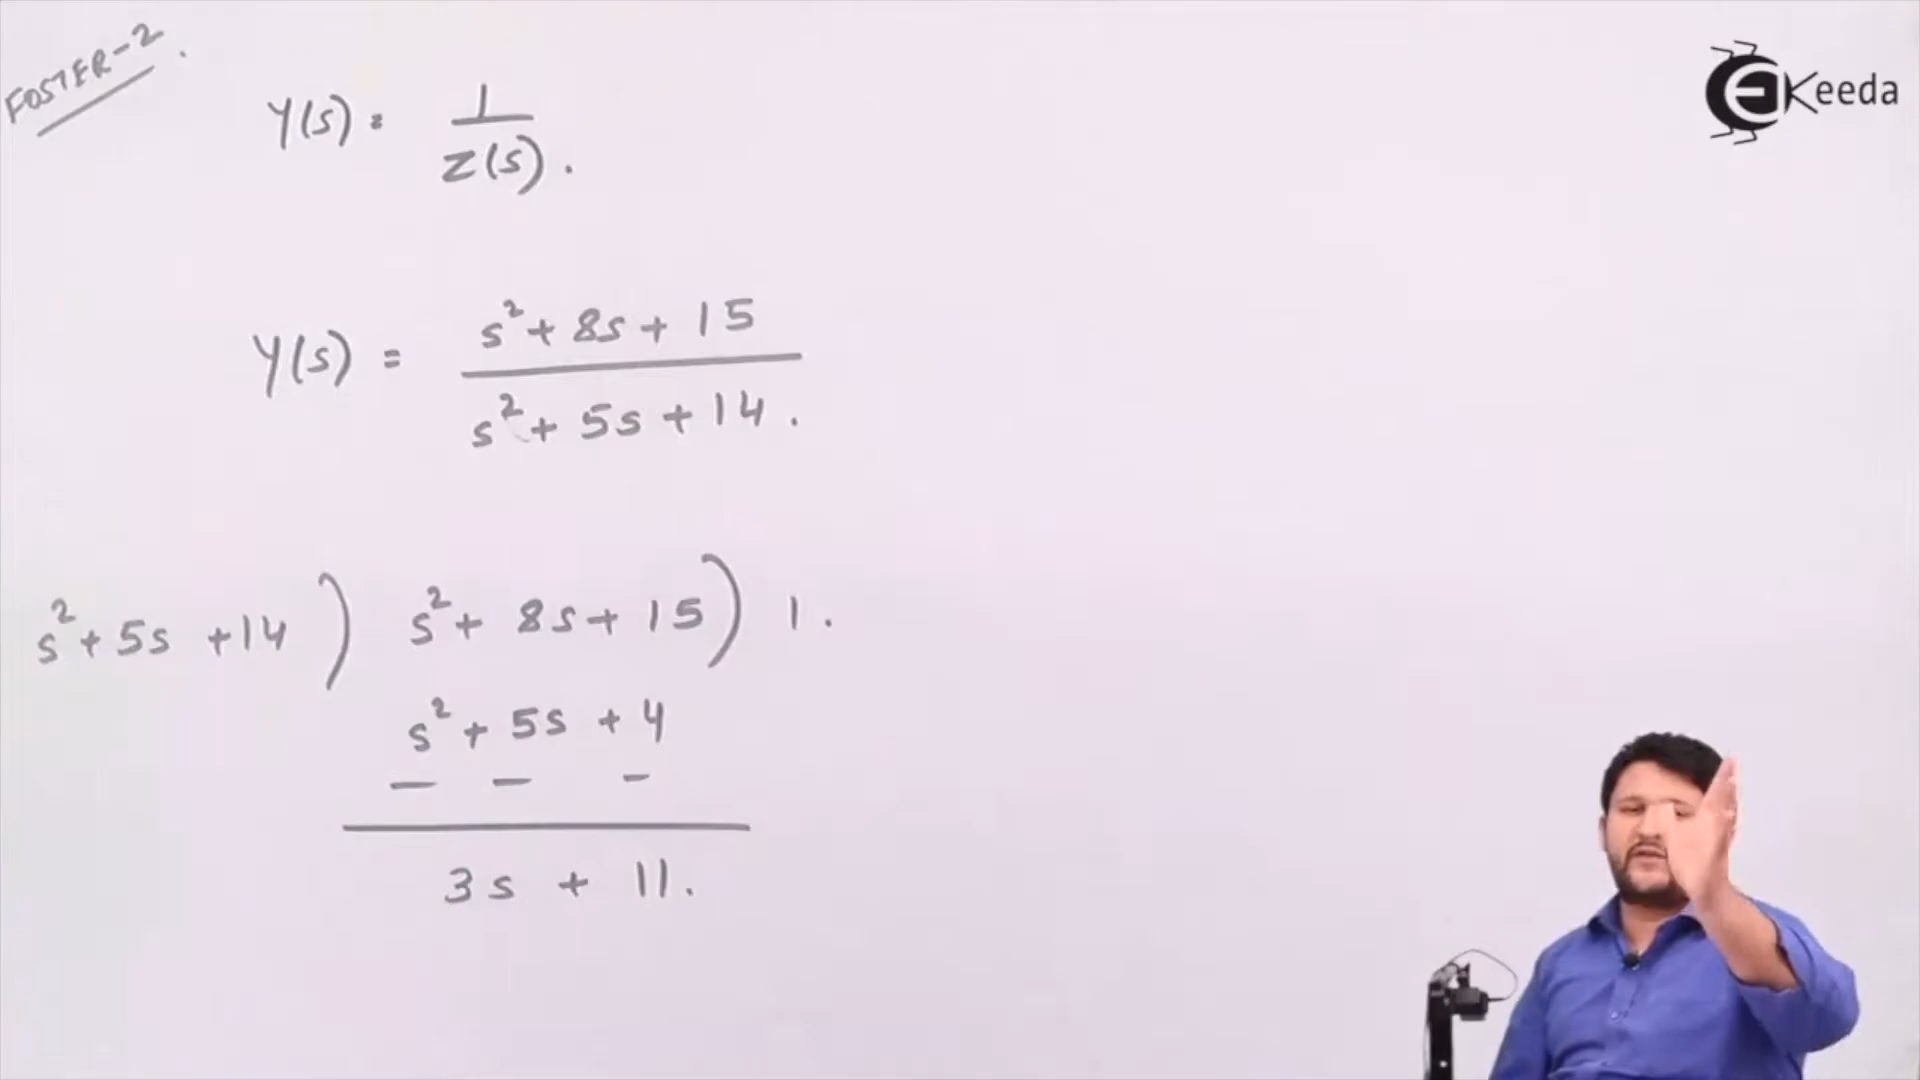 FOSTER-2.
EKeeda
Y(s) = 1 / Z(s).
Y(s) = s² + 8s + 15 / s² + 5s + 14.
s² + 5s + 14 ) s² + 8s + 15 ) 1.
s² + 5s + 4
— — -
3s + 11.